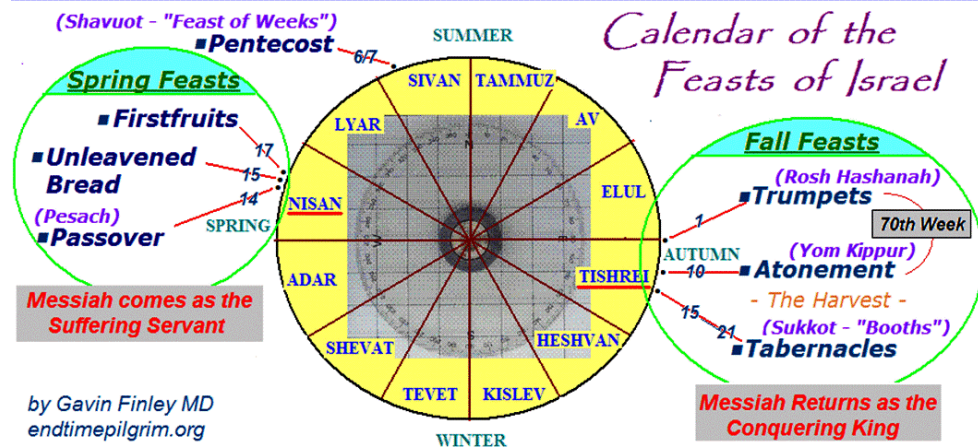 (Shavuot - "Feast of Weeks")
■Pentecost
6/7
SUMMER
Calendar of the
Feasts of Israel
Spring Feasts
■Firstfruits
17
■Unleavened
Bread
15
14
(Pesach)
■Passover
SPRING
Messiah comes as the
Suffering Servant
by Gavin Finley MD
endtimepilgrim.org
SIVAN
TAMMUZ
LYAR
AV
NISAN
ELUL
ADAR
TISHREI
SHEVAT
HESHVAN
TEVET
KISLEV
N
W
E
S
WINTER
AUTUMN
Fall Feasts
(Rosh Hashanah)
■Trumpets
1
70th Week
(Yom Kippur)
■Atonement
10
- The Harvest -
15
21
(Sukkot - "Booths")
■Tabernacles
Messiah Returns as the
Conquering King